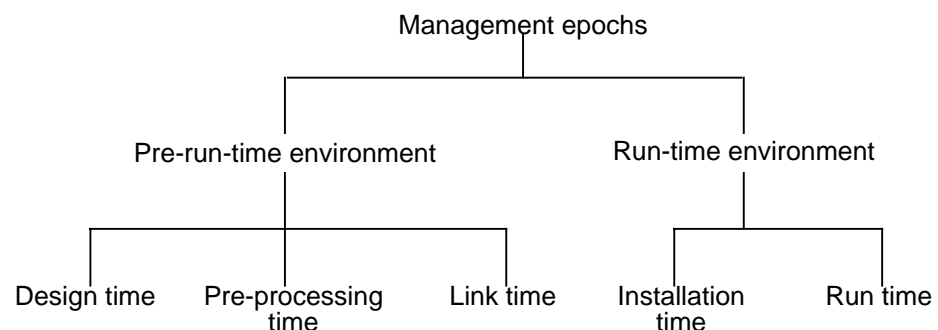 Management epochs
Pre-run-time environment
Run-time environment
Design time
Pre-processing
time
Link time
Installation
time
Run time